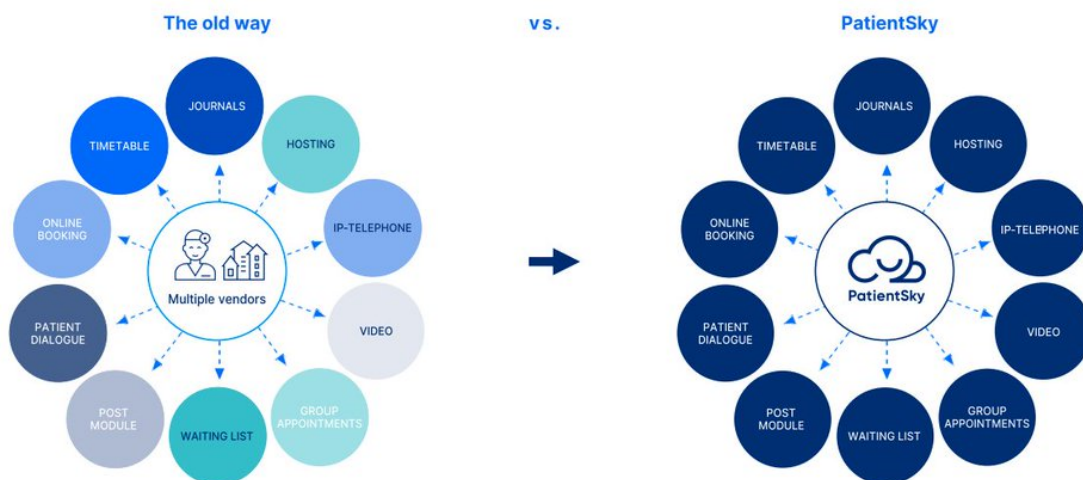 The old way
vs.
PatientSky
JOURNALS
TIMETABLE
HOSTING
ONLINE
BOOKING
IP-TELEPHONE
Multiple vendors
PATIENT
DIALOGUE
VIDEO
POST
MODULE
WAITING LIST
GROUP
APPOINTMENTS
JOURNALS
TIMETABLE
HOSTING
ONLINE
BOOKING
IP-TELEPHONE
PatientSky
PATIENT
DIALOGUE
VIDEO
POST
MODULE
WAITING LIST
GROUP
APPOINTMENTS